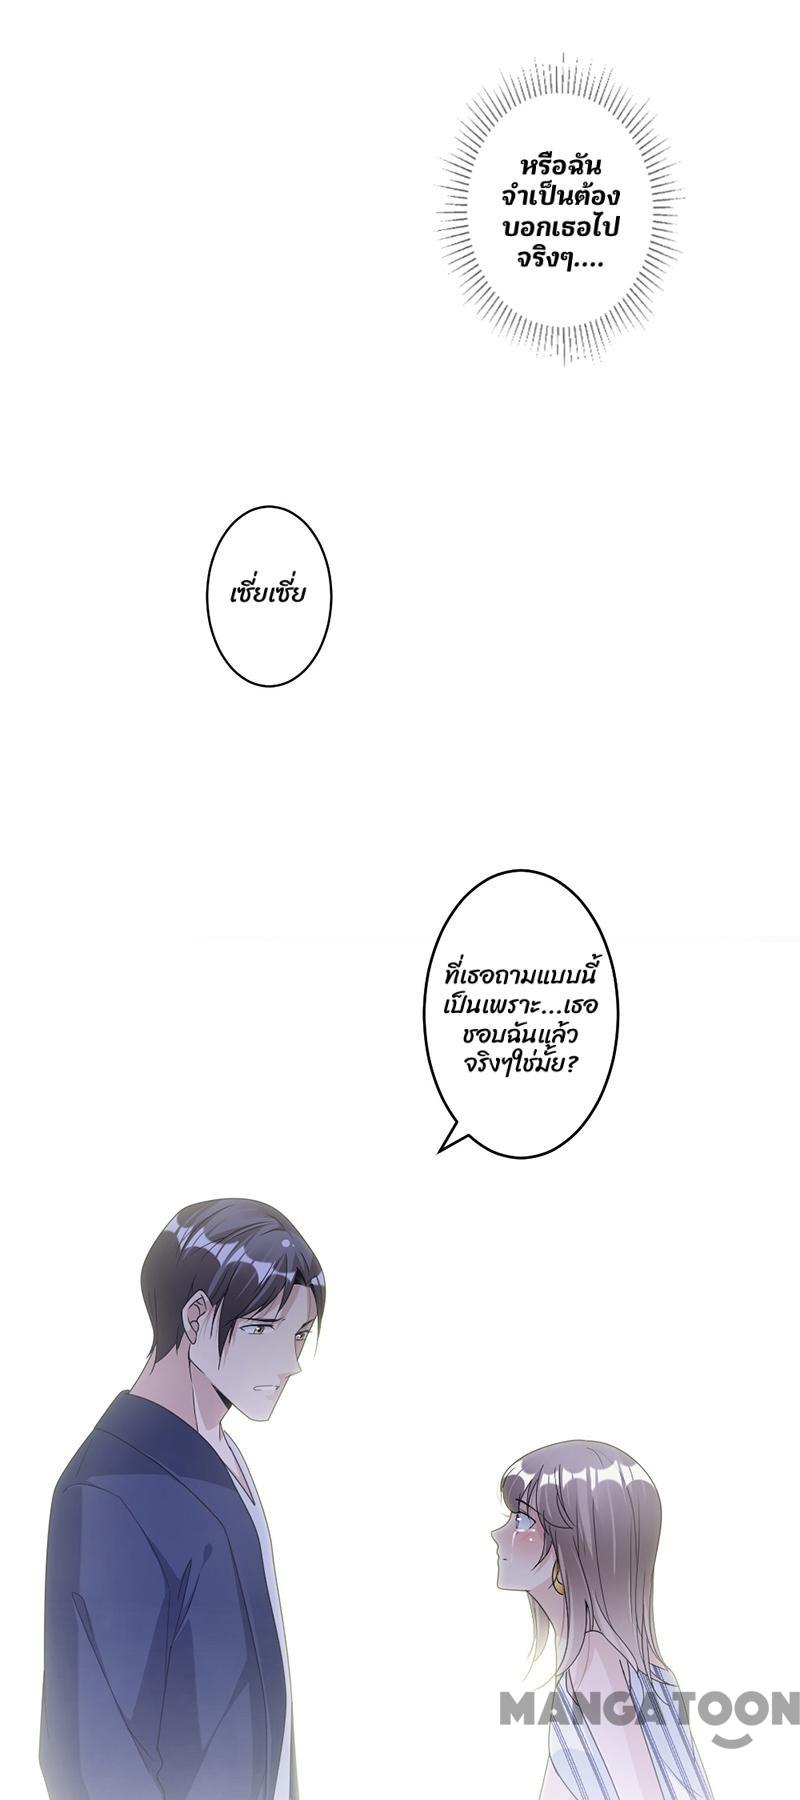 หรือฉัน
จำเป็นต้อง
บอกเธอไป
จริงๆ....
เซี่ยเซี่ย
ที่เธอถามแบบนี้
เป็นเพราะ...เธอ
ชอบฉันแล้ว
จริงๆใช่มั้ย?
MANGATOON